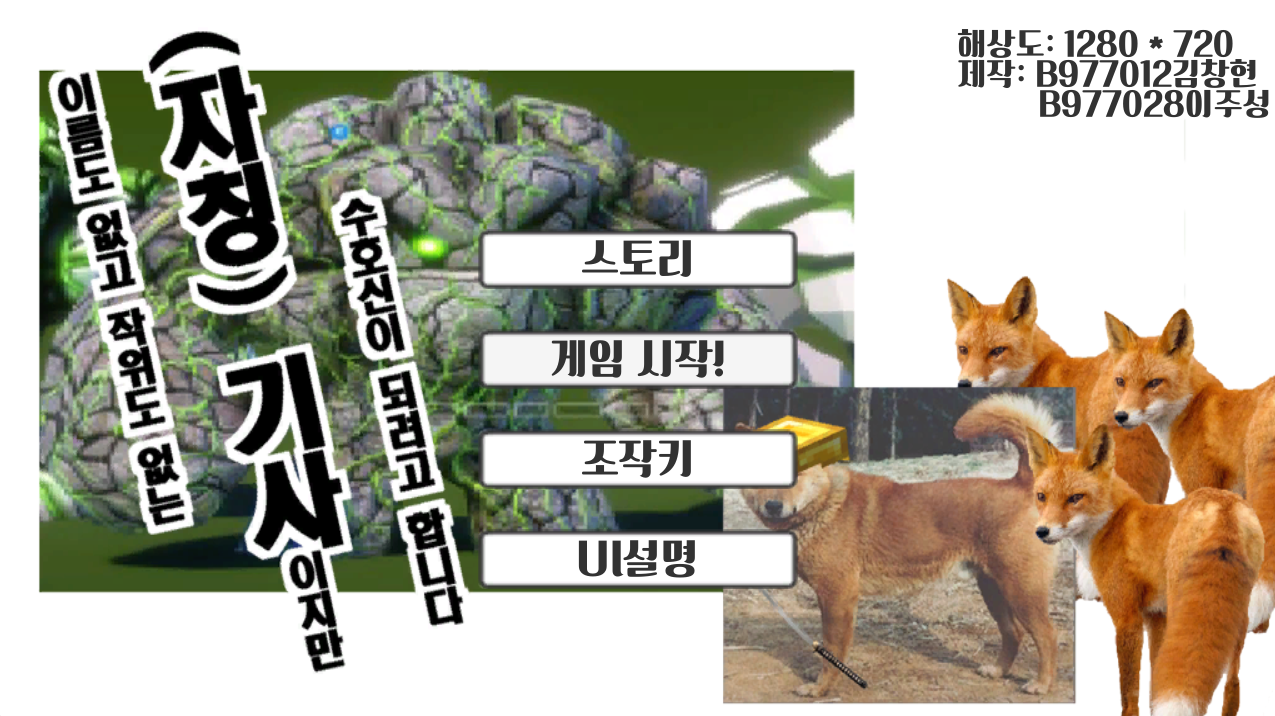 이름도 없고 작위도 없는
(자칭) 기사이지만
수호신이 되려고 합니다
해상도: 1280 * 720
제작: B977012김창현
B977028이주성
스토리
게임 시작!
조작키
UI설명